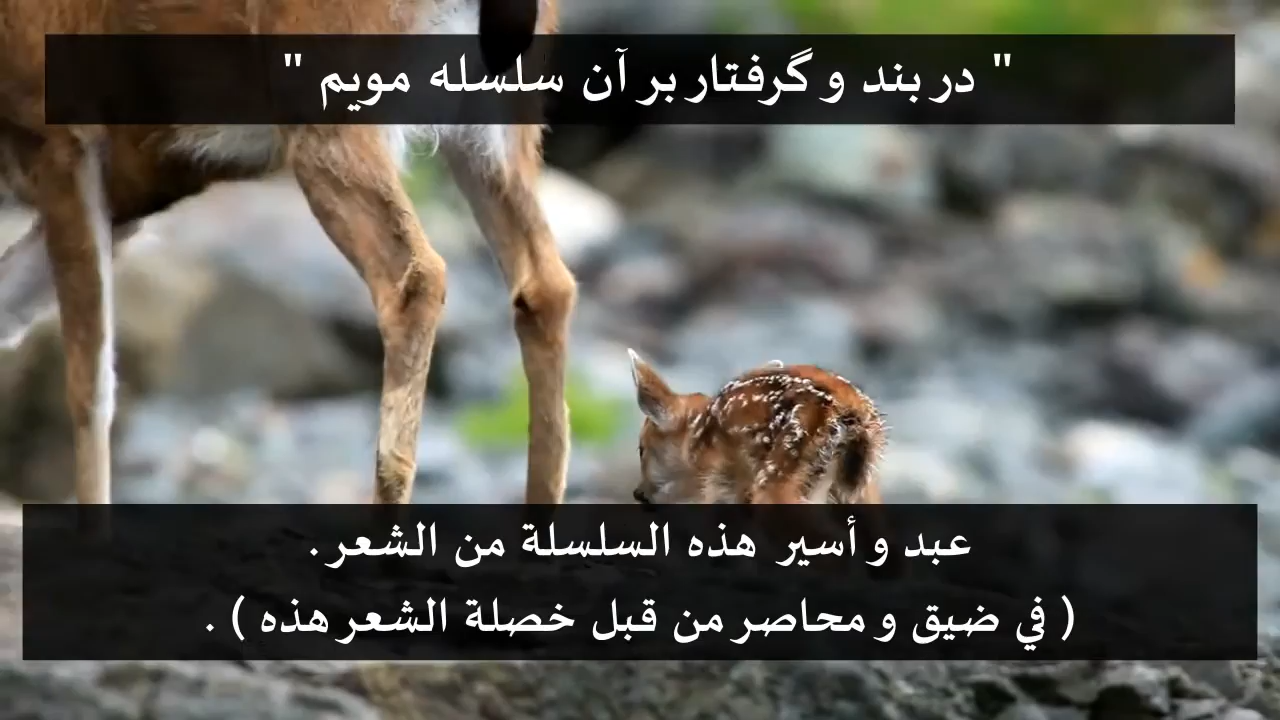 " در بند و گرفتار بر آن سلسله مویم "
عبد و أسير هذه السلسلة من الشعر .
( في ضيق و محاصر من قبل خصلة الشعر هذه ) .